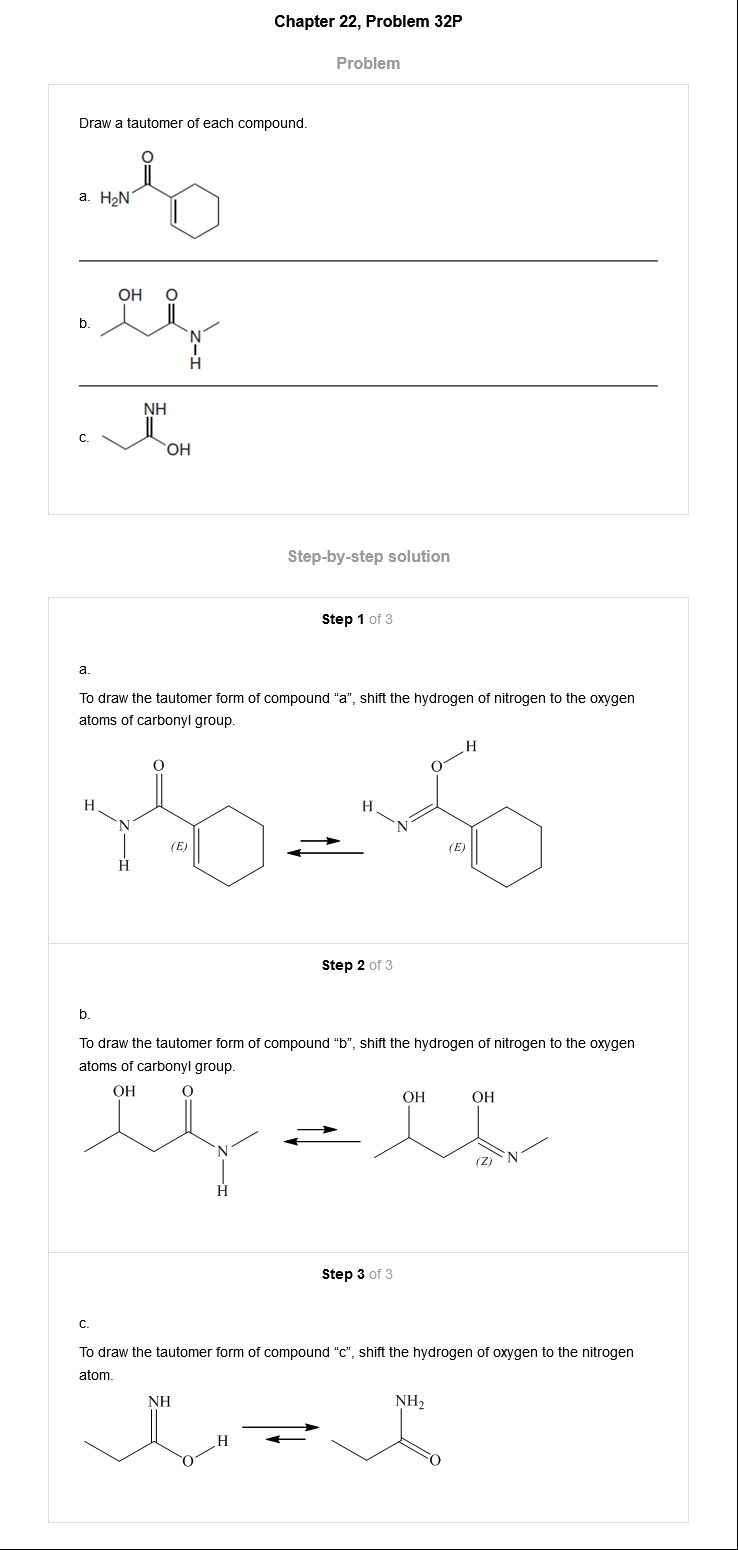 Chapter 22, Problem 32P
Problem
Draw a tautomer of each compound.
O
a. H₂N
OH O
b.
N
H
NH
c.
OH
Step-by-step solution
Step 1 of 3
a.
To draw the tautomer form of compound “a”, shift the hydrogen of nitrogen to the oxygen
atoms of carbonyl group.
H
O O
H H
N N
(E) (E)
H
Step 2 of 3
b.
To draw the tautomer form of compound “b”, shift the hydrogen of nitrogen to the oxygen
atoms of carbonyl group.
OH O OH OH
N (Z) N
H
Step 3 of 3
c.
To draw the tautomer form of compound “c”, shift the hydrogen of oxygen to the nitrogen
atom.
NH NH₂
H
O O